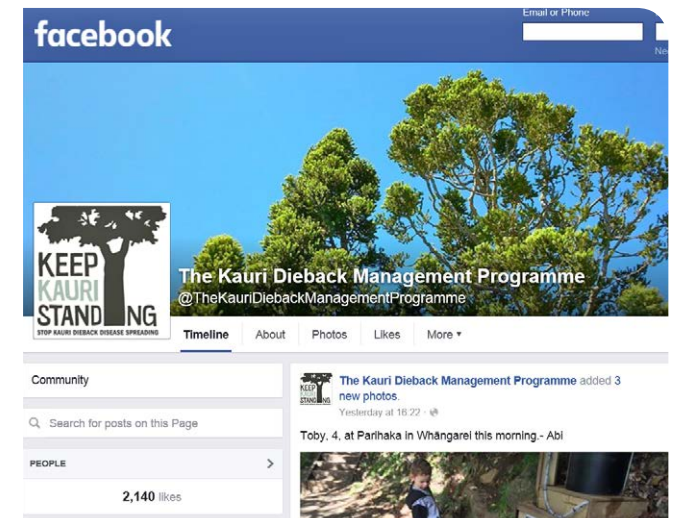 facebook
Email or Phone
KEEP
KAURI
STANDING
STOP KAURI DIEBACK DISEASE SPREADING
The Kauri Dieback Management Programme
@TheKauriDiebackManagementProgramme
Timeline About Photos Likes More
Community
Search for posts on this Page
PEOPLE
2,140 likes
KEEP
KAURI
STANDING
The Kauri Dieback Management Programme added 3
new photos.
Yesterday at 16:22
Toby, 4, at Parihaka in Whāngarei this morning.- Abi